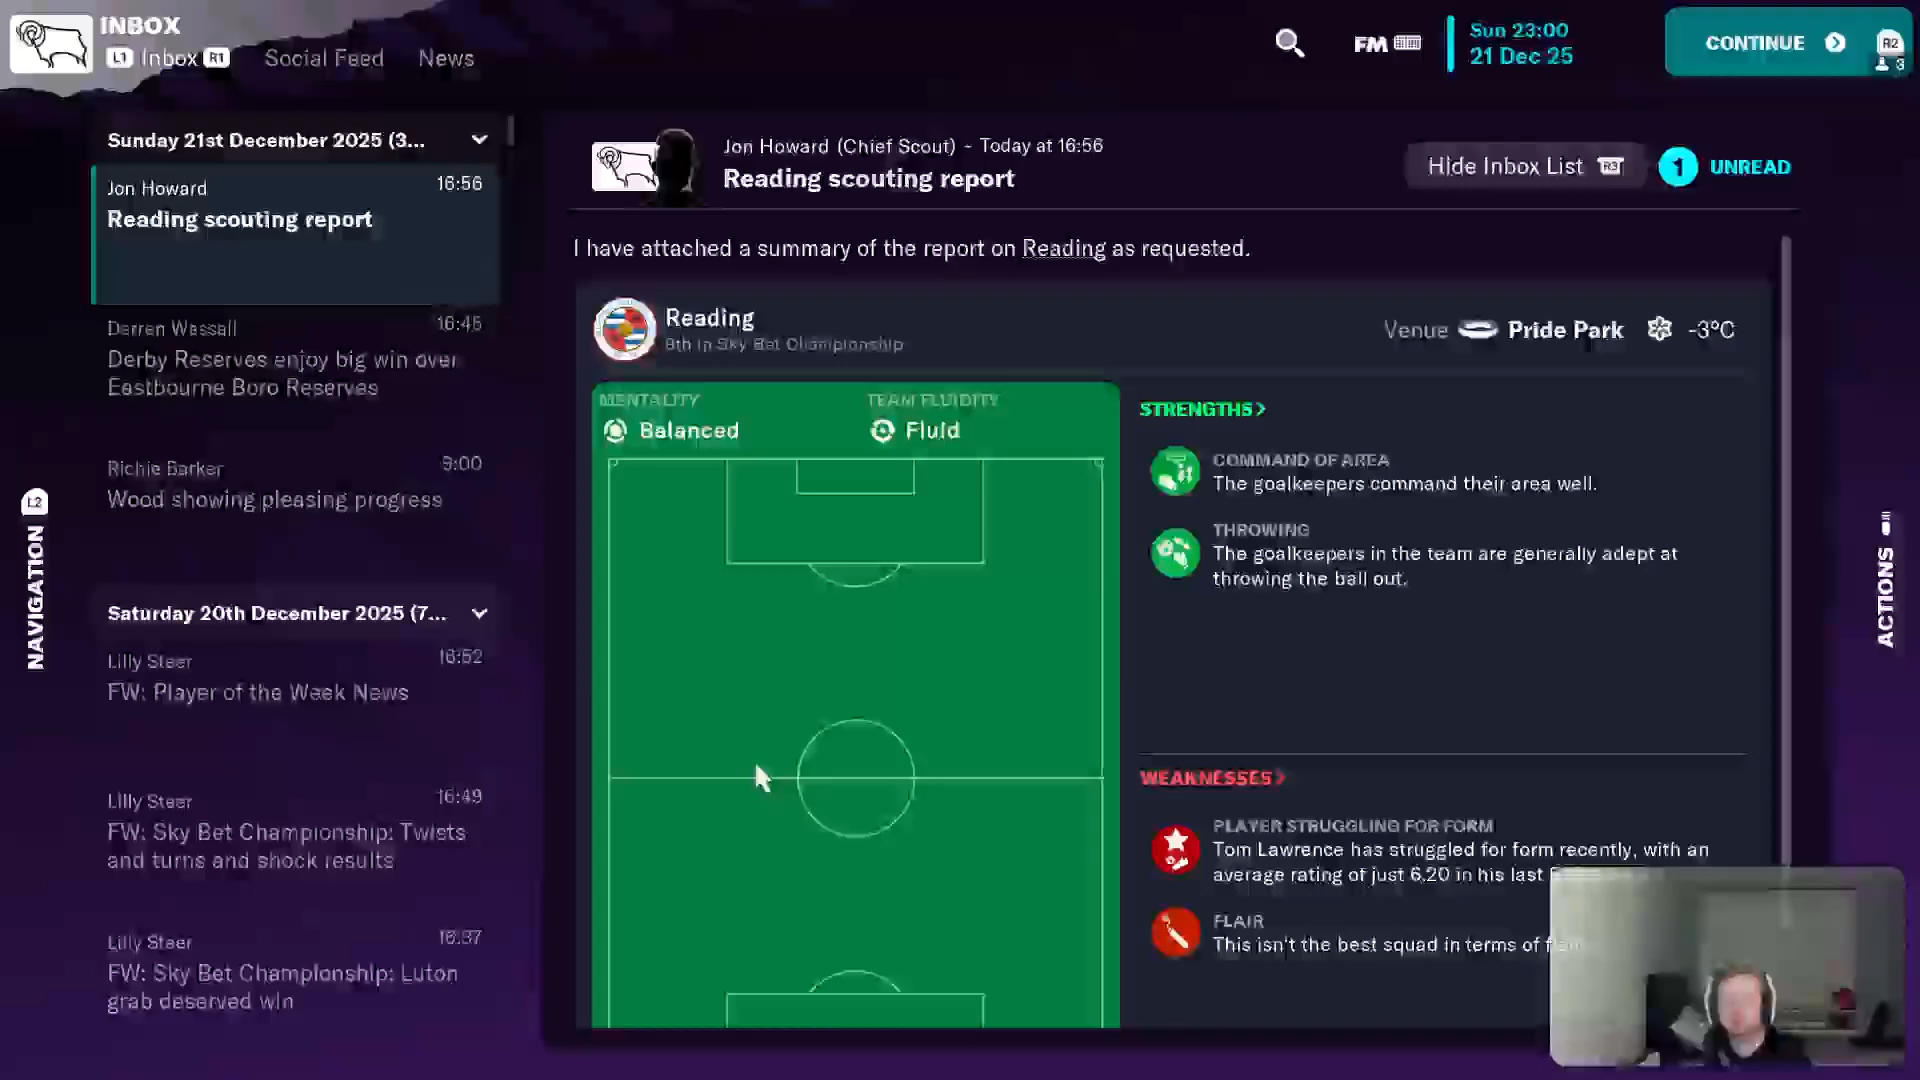 INBOX
L1 Inbox R1 Social Feed News
FM
Sun 23:00
21 Dec 25
CONTINUE
R2
3
Sunday 21st December 2025 (3...
Jon Howard 16:56
Reading scouting report
Darren Wassall 16:45
Derby Reserves enjoy big win over
Eastbourne Boro Reserves
Richie Barker 9:00
Wood showing pleasing progress
Saturday 20th December 2025 (7...
Lilly Steer 16:52
FW: Player of the Week News
Lilly Steer 16:49
FW: Sky Bet Championship: Twists
and turns and shock results
Lilly Steer 16:37
FW: Sky Bet Championship: Luton
grab deserved win
L2
NAVIGATION
Jon Howard (Chief Scout) - Today at 16:56
Reading scouting report
Hide Inbox List R3
1 UNREAD
I have attached a summary of the report on Reading as requested.
Reading
8th in Sky Bet Championship
Venue Pride Park -3°C
MENTALITY
Balanced
TEAM FLUIDITY
Fluid
STRENGTHS >
COMMAND OF AREA
The goalkeepers command their area well.
THROWING
The goalkeepers in the team are generally adept at
throwing the ball out.
WEAKNESSES >
PLAYER STRUGGLING FOR FORM
Tom Lawrence has struggled for form recently, with an
average rating of just 6.20 in his last
FLAIR
This isn't the best squad in terms of
ACTIONS